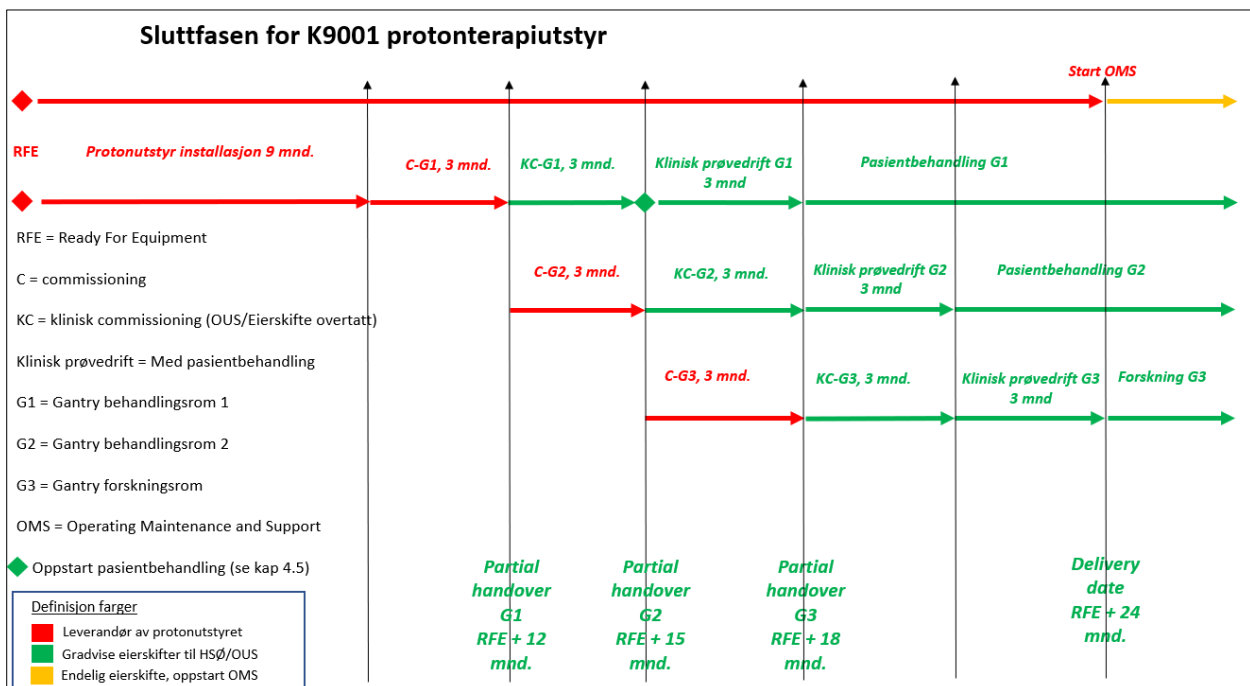 Sluttfasen for K9001 protonterapiutstyr
Start OMS
RFE
Protonutstyr installasjon 9 mnd.
C-G1, 3 mnd.
KC-G1, 3 mnd.
Klinisk prøvedrift G1
3 mnd
Pasientbehandling G1
RFE = Ready For Equipment
C = commissioning
KC = klinisk commissioning (OUS/Eierskifte overtatt)
Klinisk prøvedrift = Med pasientbehandling
G1 = Gantry behandlingsrom 1
G2 = Gantry behandlingsrom 2
G3 = Gantry forskningsrom
OMS = Operating Maintenance and Support
Oppstart pasientbehandling (se kap 4.5)
C-G2, 3 mnd.
KC-G2, 3 mnd.
Klinisk prøvedrift G2
3 mnd
Pasientbehandling G2
C-G3, 3 mnd.
KC-G3, 3 mnd.
Klinisk prøvedrift G3
3 mnd
Forskning G3
Partial
handover
G1
RFE + 12
mnd.
Partial
handover
G2
RFE + 15
mnd.
Partial
handover
G3
RFE + 18
mnd.
Delivery
date
RFE + 24
mnd.
Definisjon farger
Leverandør av protonutstyret
Gradvise eierskifter til HSØ/OUS
Endelig eierskifte, oppstart OMS